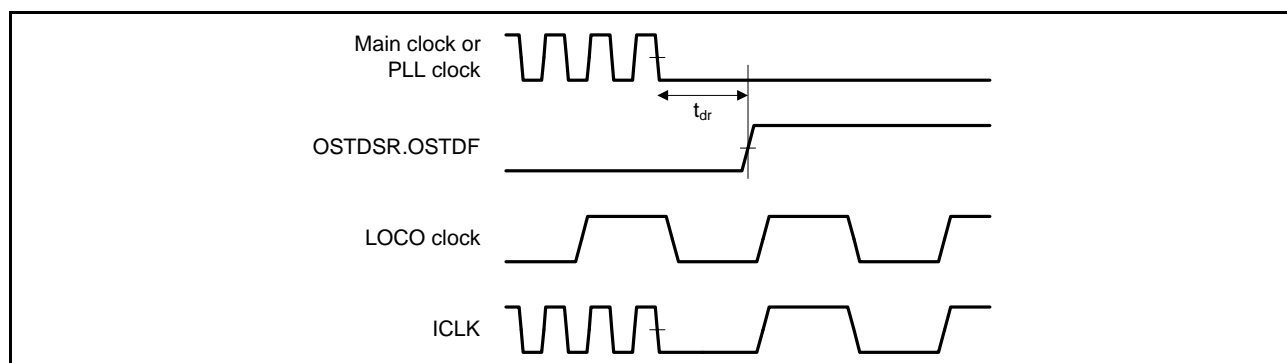 Main clock or
PLL clock
tdr
OSTDSR.OSTDF
LOCO clock
ICLK